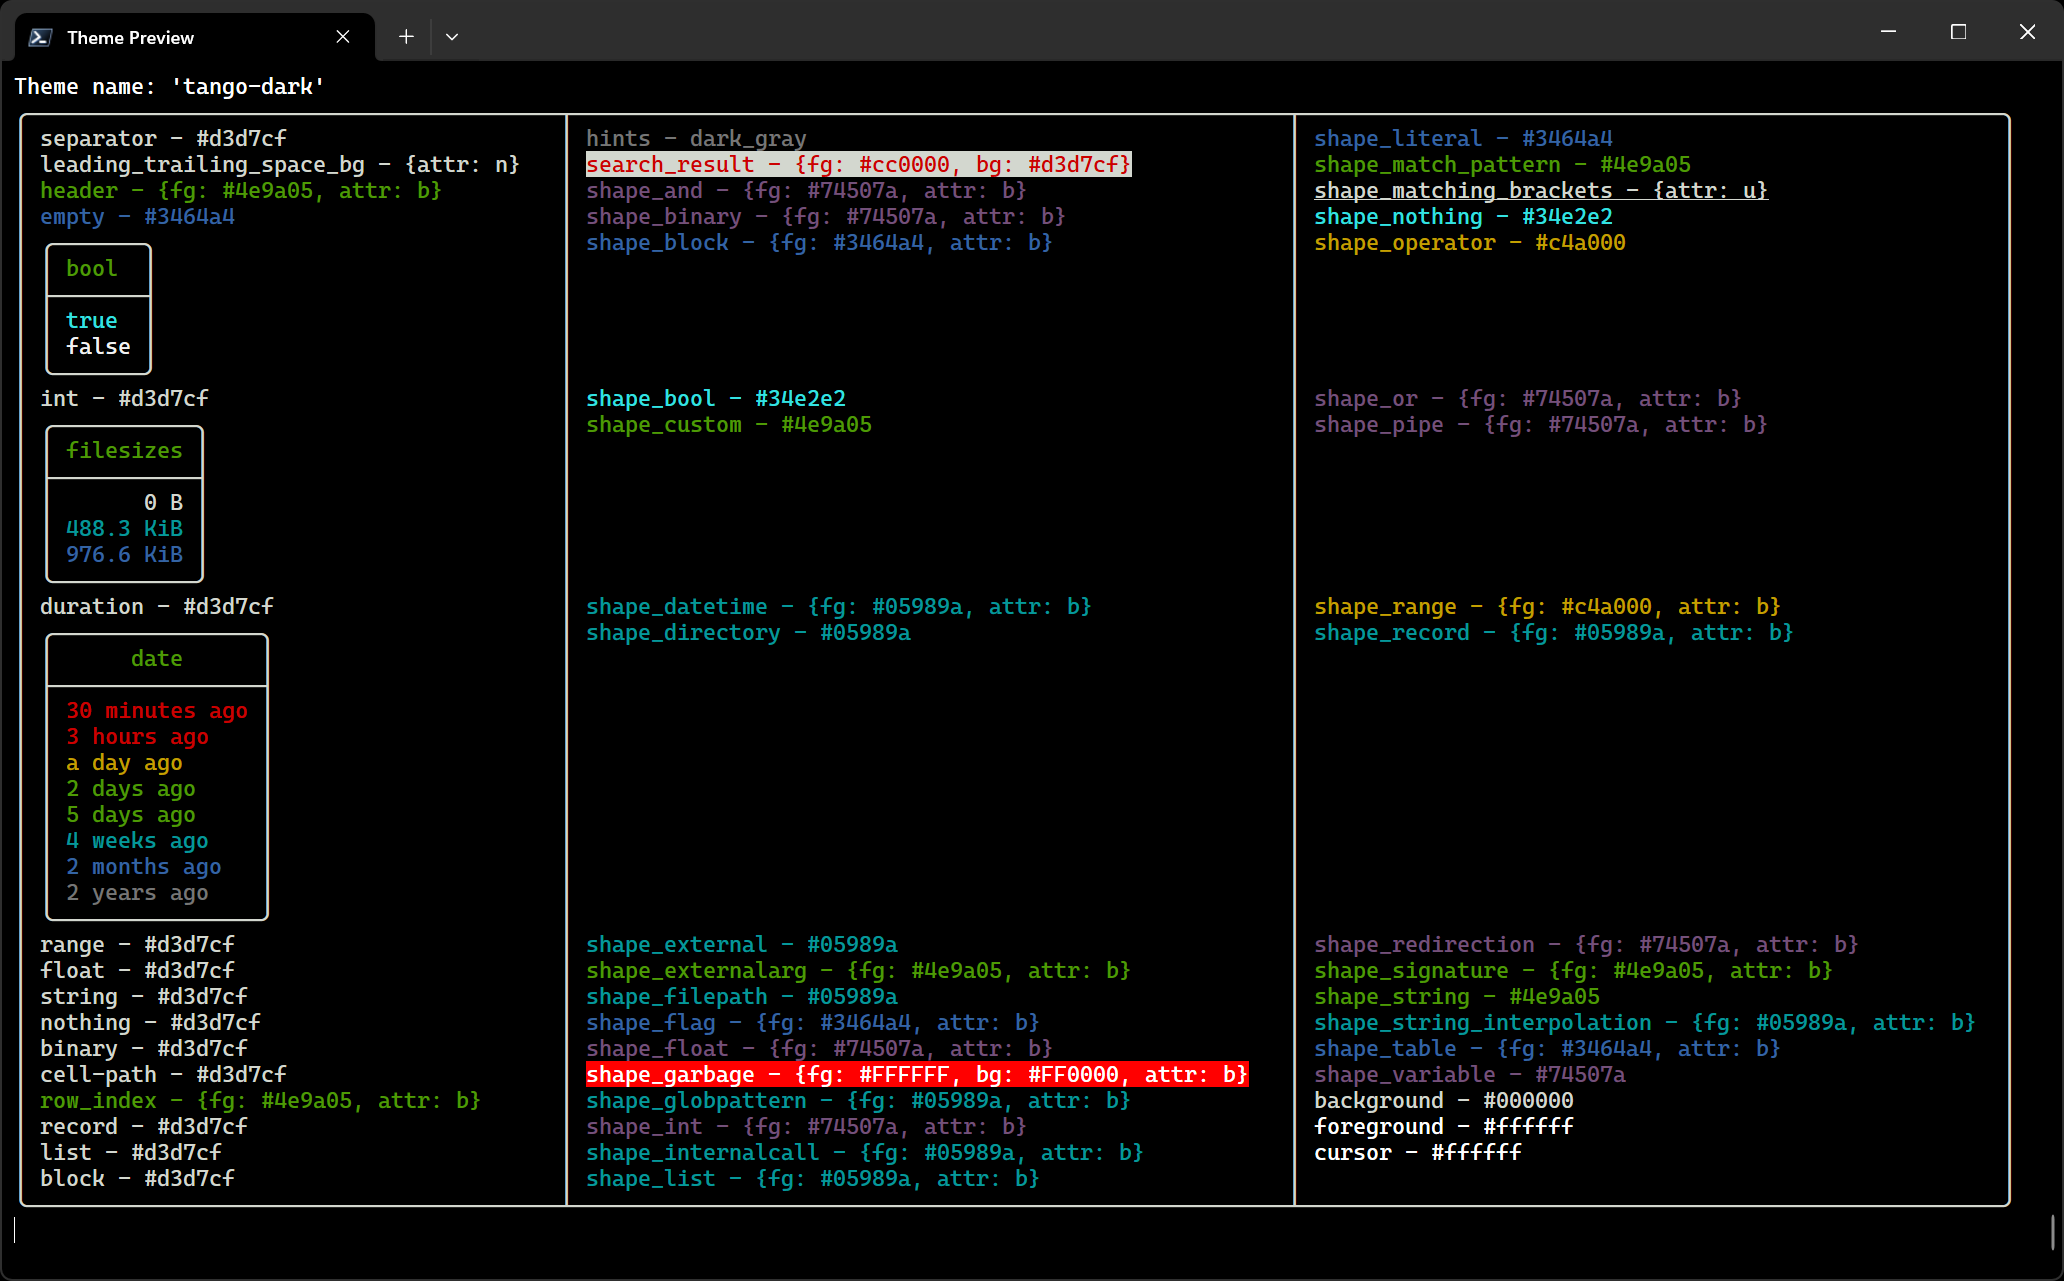 Theme Preview
Theme name: 'tango-dark'
separator - #d3d7cf
leading_trailing_space_bg - {attr: n}
header - {fg: #4e9a05, attr: b}
empty - #3464a4
bool
true
false
int - #d3d7cf
filesizes
0 B
488.3 KiB
976.6 KiB
duration - #d3d7cf
date
30 minutes ago
3 hours ago
a day ago
2 days ago
5 days ago
4 weeks ago
2 months ago
2 years ago
range - #d3d7cf
float - #d3d7cf
string - #d3d7cf
nothing - #d3d7cf
binary - #d3d7cf
cell-path - #d3d7cf
row_index - {fg: #4e9a05, attr: b}
record - #d3d7cf
list - #d3d7cf
block - #d3d7cf
hints - dark_gray
search_result - {fg: #cc0000, bg: #d3d7cf}
shape_and - {fg: #74507a, attr: b}
shape_binary - {fg: #74507a, attr: b}
shape_block - {fg: #3464a4, attr: b}
shape_bool - #34e2e2
shape_custom - #4e9a05
shape_datetime - {fg: #05989a, attr: b}
shape_directory - #05989a
shape_external - #05989a
shape_externalarg - {fg: #4e9a05, attr: b}
shape_filepath - #05989a
shape_flag - {fg: #3464a4, attr: b}
shape_float - {fg: #74507a, attr: b}
shape_garbage - {fg: #FFFFFF, bg: #FF0000, attr: b}
shape_globpattern - {fg: #05989a, attr: b}
shape_int - {fg: #74507a, attr: b}
shape_internalcall - {fg: #05989a, attr: b}
shape_list - {fg: #05989a, attr: b}
shape_literal - #3464a4
shape_match_pattern - #4e9a05
shape_matching_brackets - {attr: u}
shape_nothing - #34e2e2
shape_operator - #c4a000
shape_or - {fg: #74507a, attr: b}
shape_pipe - {fg: #74507a, attr: b}
shape_range - {fg: #c4a000, attr: b}
shape_record - {fg: #05989a, attr: b}
shape_redirection - {fg: #74507a, attr: b}
shape_signature - {fg: #4e9a05, attr: b}
shape_string - #4e9a05
shape_string_interpolation - {fg: #05989a, attr: b}
shape_table - {fg: #3464a4, attr: b}
shape_variable - #74507a
background - #000000
foreground - #ffffff
cursor - #ffffff